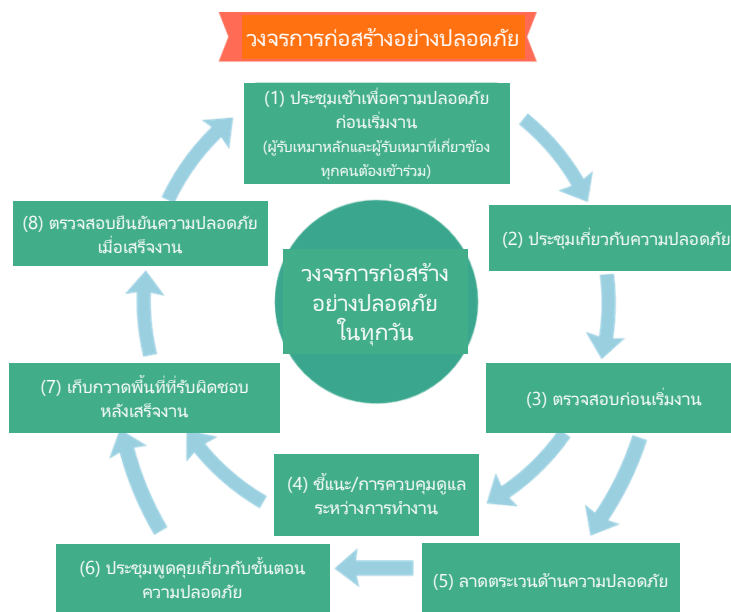 วงจรการก่อสร้างอย่างปลอดภัย
(1) ประชุมเช้าเพื่อความปลอดภัย
ก่อนเริ่มงาน
(ผู้รับเหมาหลักและผู้รับเหมาที่เกี่ยวข้อง
ทุกคนต้องเข้าร่วม)
(8) ตรวจสอบยืนยันความปลอดภัย
เมื่อเสร็จงาน
(2) ประชุมเกี่ยวกับความปลอดภัย
วงจรการก่อสร้าง
อย่างปลอดภัย
ในทุกวัน
(7) เก็บกวาดพื้นที่ที่รับผิดชอบ
หลังเสร็จงาน
(3) ตรวจสอบก่อนเริ่มงาน
(4) ชี้แนะ/การควบคุมดูแล
ระหว่างการทำงาน
(6) ประชุมพูดคุยเกี่ยวกับขั้นตอน
ความปลอดภัย
(5) ลาดตระเวนด้านความปลอดภัย